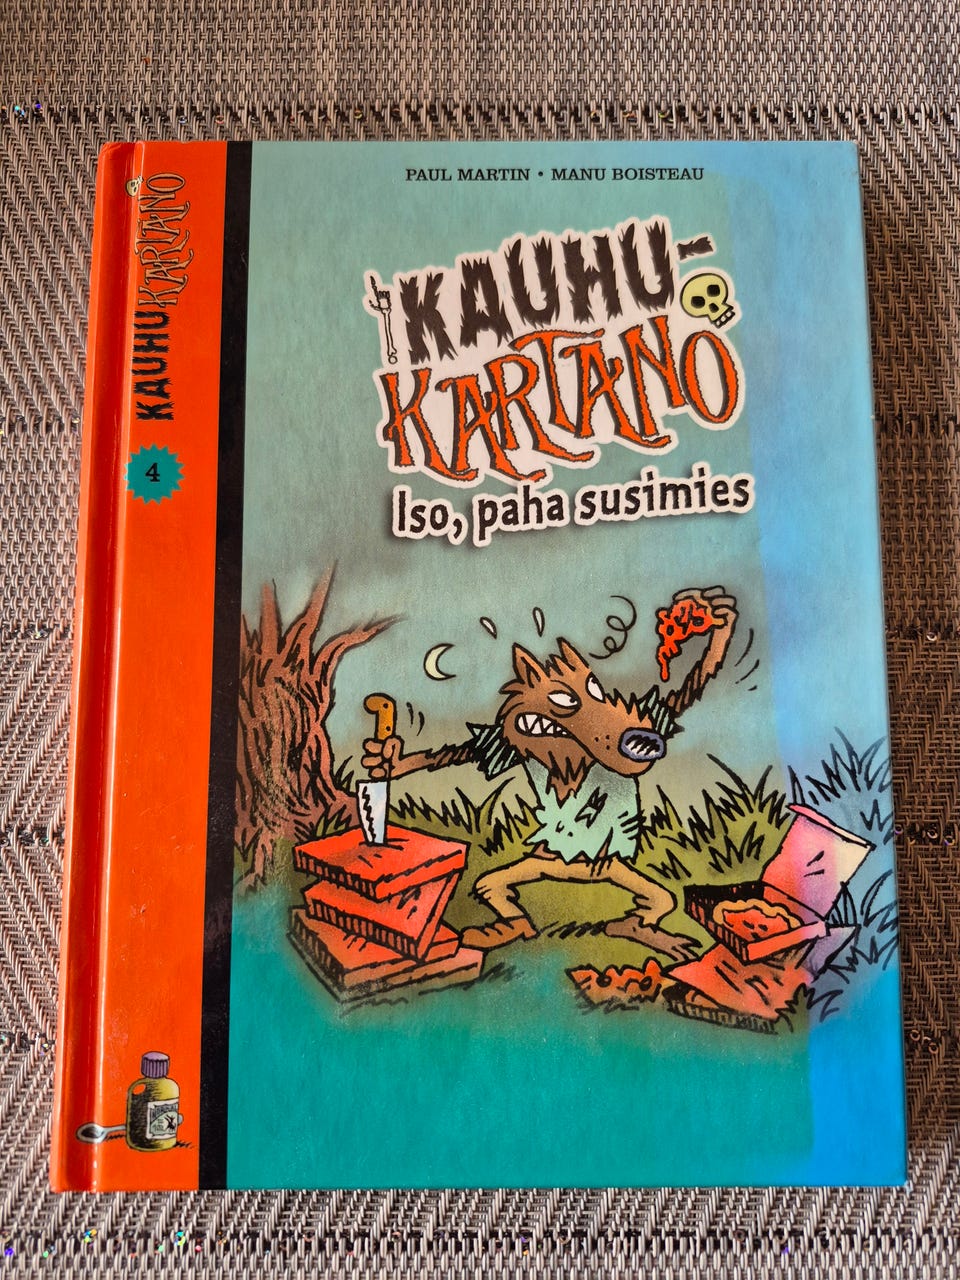 PAUL MARTIN • MANU BOISTEAU
KAUHU-
KARTANO
Iso, paha susimies
KAUHUKARTANO
4